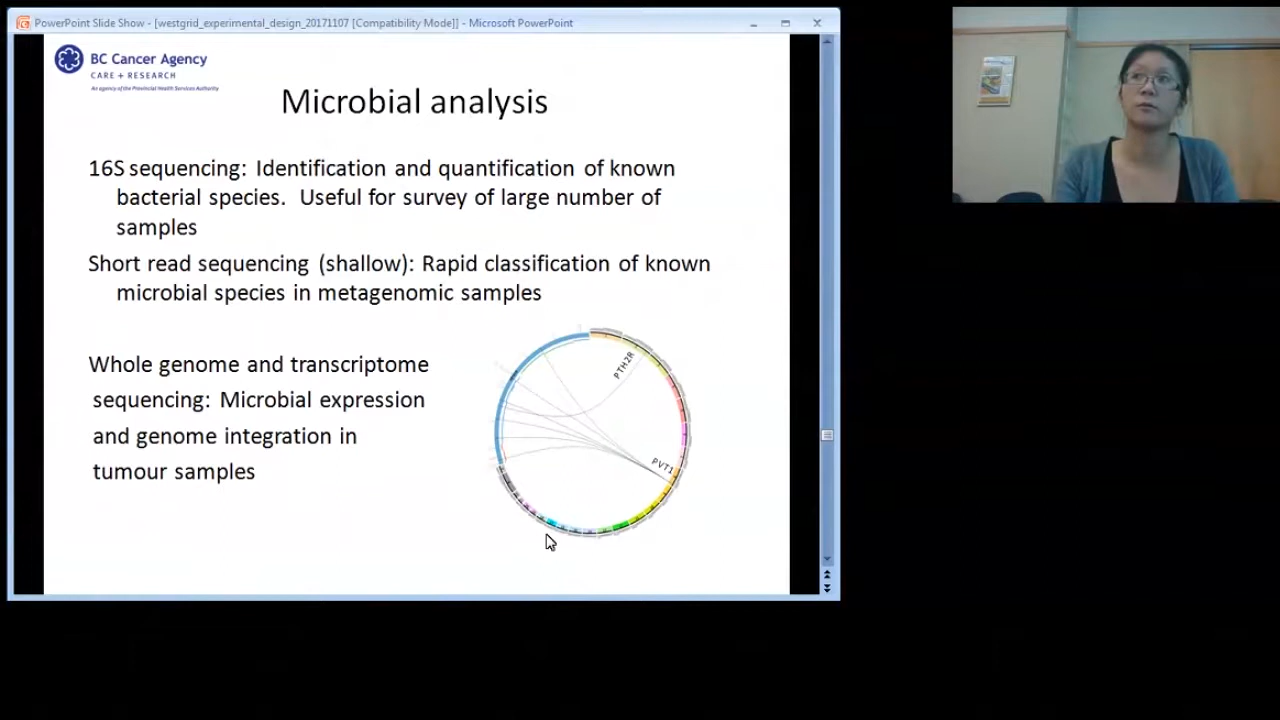 PowerPoint Slide Show - [westgrid_experimental_design_20171107 [Compatibility Mode]] - Microsoft PowerPoint
BC Cancer Agency
CARE + RESEARCH
An agency of the Provincial Health Services Authority
Microbial analysis
16S sequencing: Identification and quantification of known
bacterial species. Useful for survey of large number of
samples
Short read sequencing (shallow): Rapid classification of known
microbial species in metagenomic samples
Whole genome and transcriptome
sequencing: Microbial expression
and genome integration in
tumour samples
PTH2R
PVT1